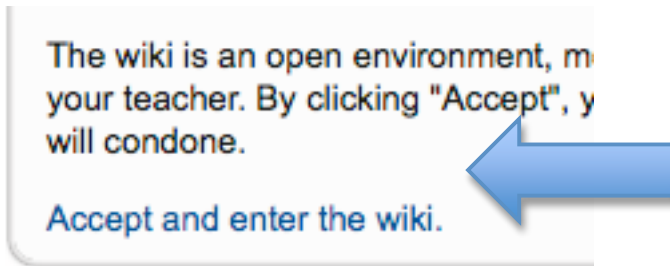 The wiki is an open environment, m
your teacher. By clicking "Accept", y
will condone.
Accept and enter the wiki.